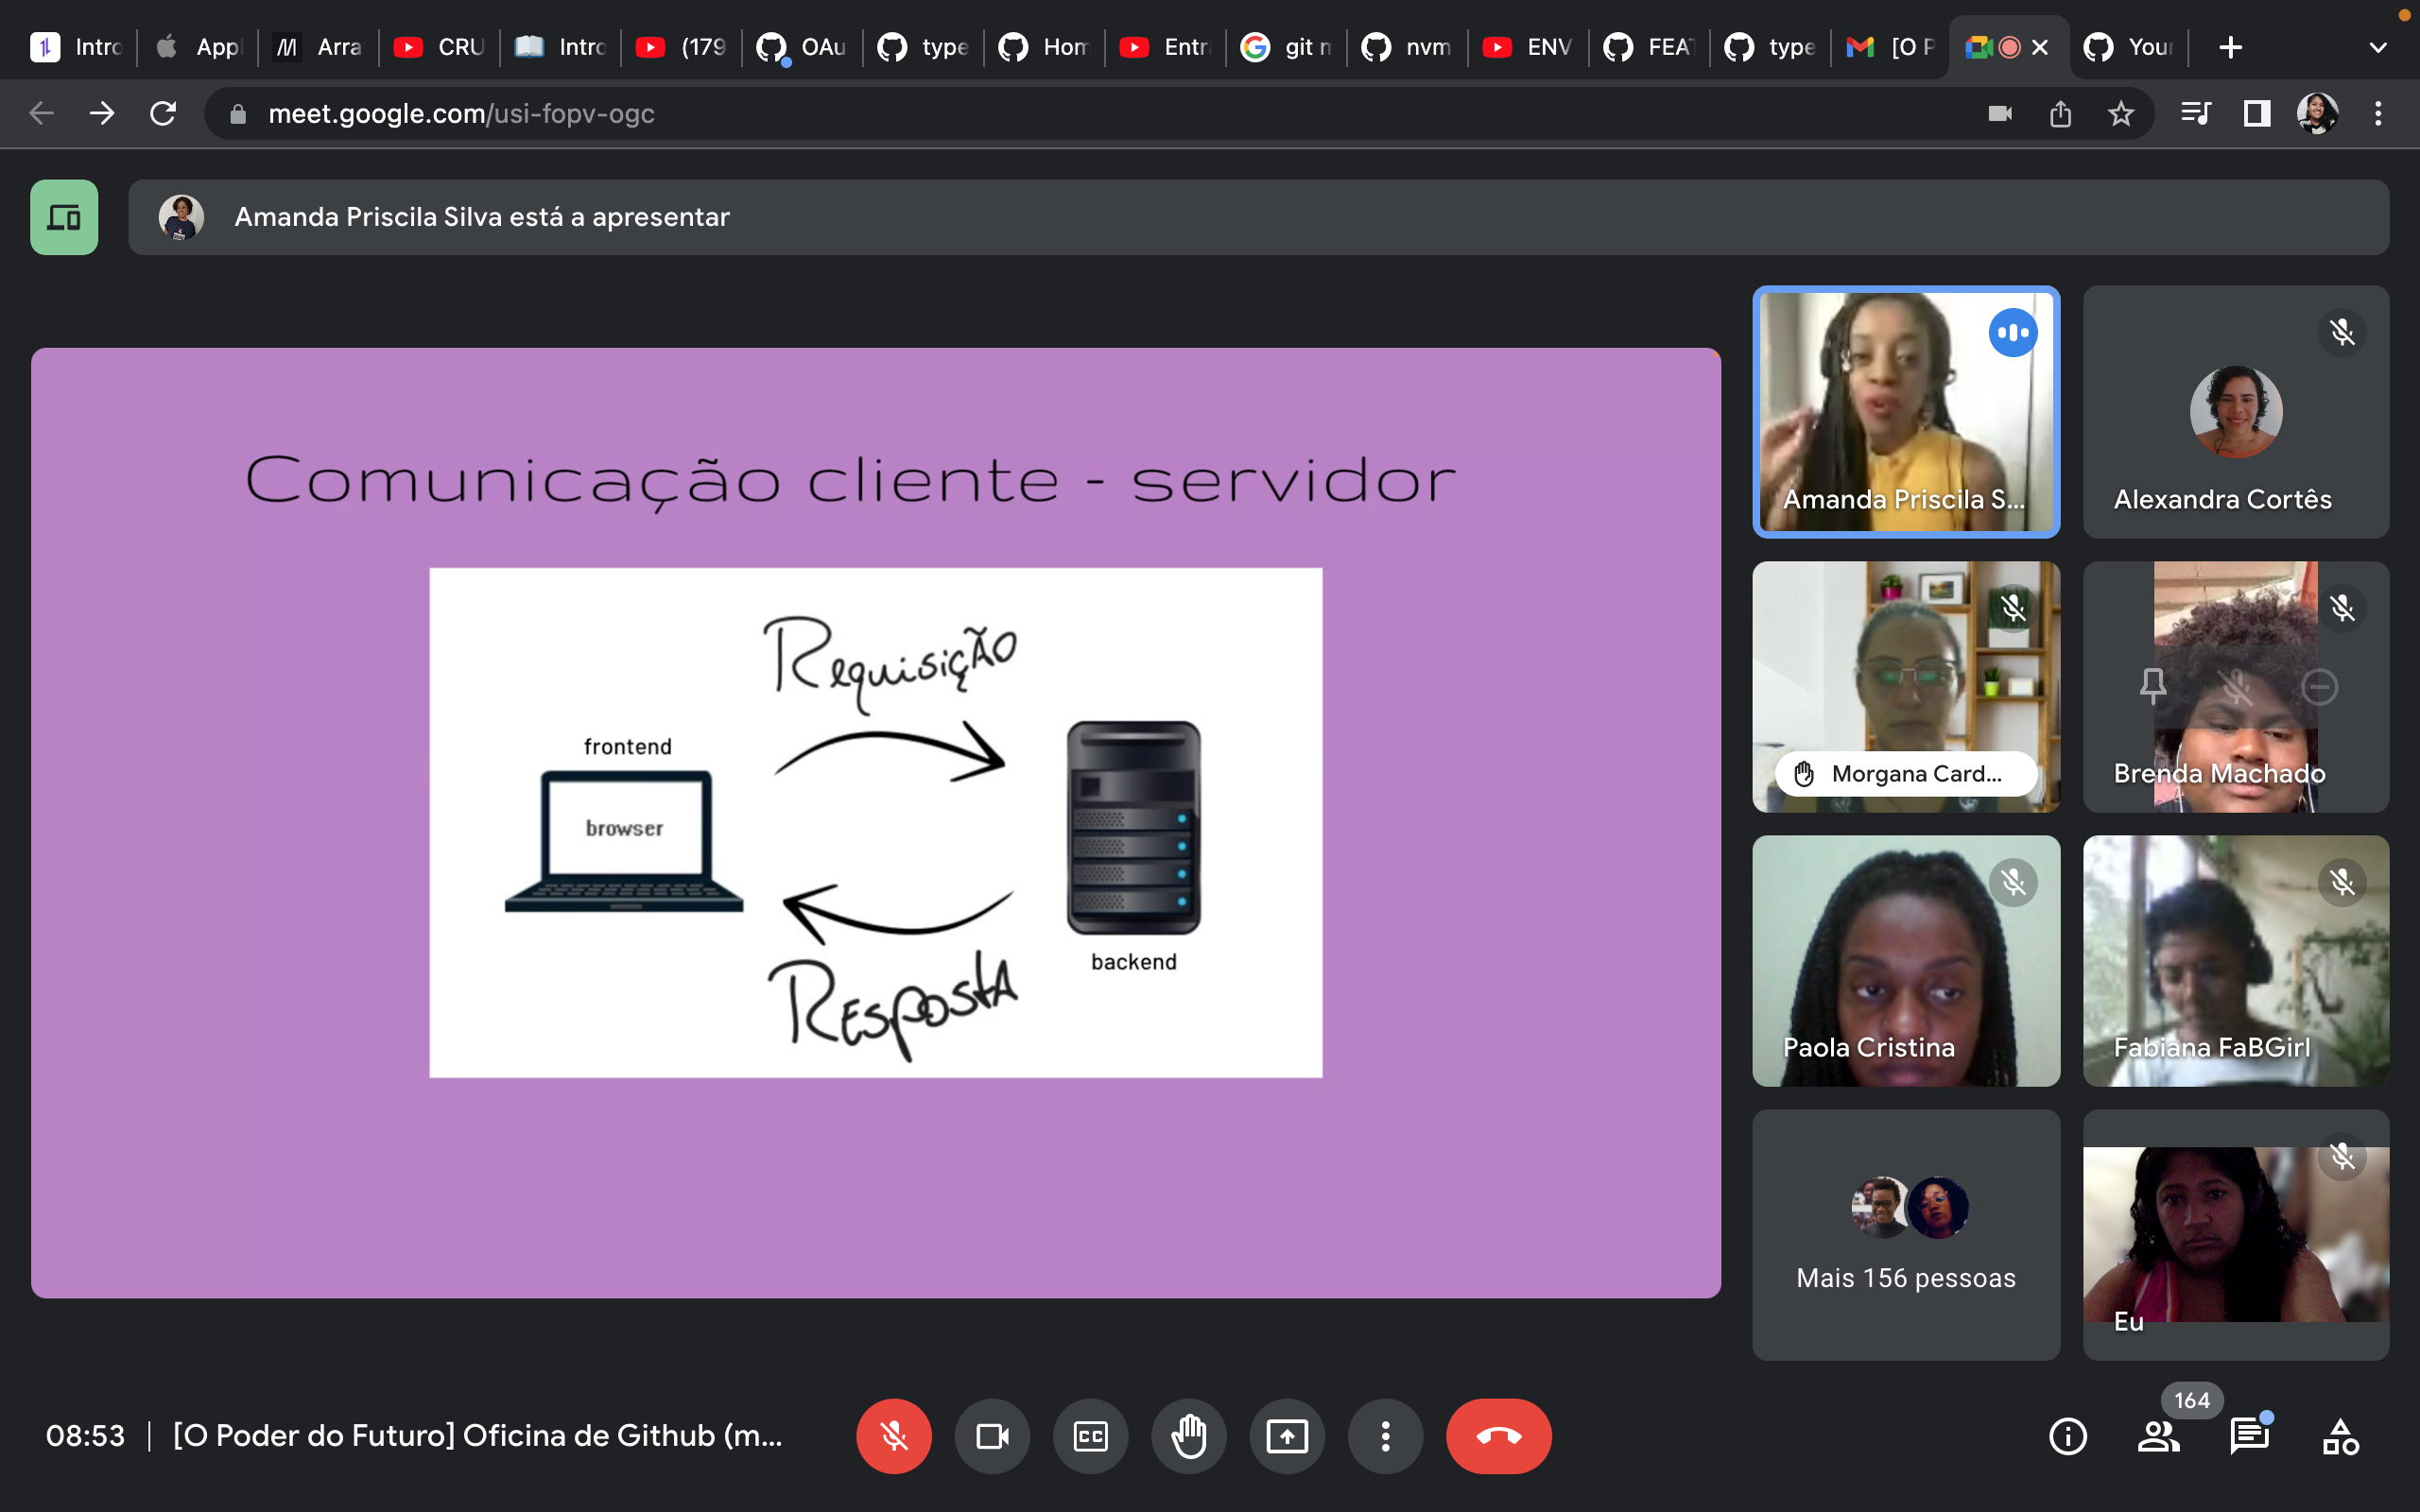 Intro
Appl
Arra
CRU
Intro
(179
OAu
type
Hom
Entr
git m
nvm
ENV
FEAT
type
[O P
Your
meet.google.com/usi-fopv-ogc
Amanda Priscila Silva está a apresentar
Comunicação cliente - servidor
Requisição
frontend
browser
backend
Resposta
Amanda Priscila S...
Alexandra Cortês
Morgana Card...
Brenda Machado
Paola Cristina
Fabiana FaBGirl
Mais 156 pessoas
Eu
08:53 | [O Poder do Futuro] Oficina de Github (m...
CC
164